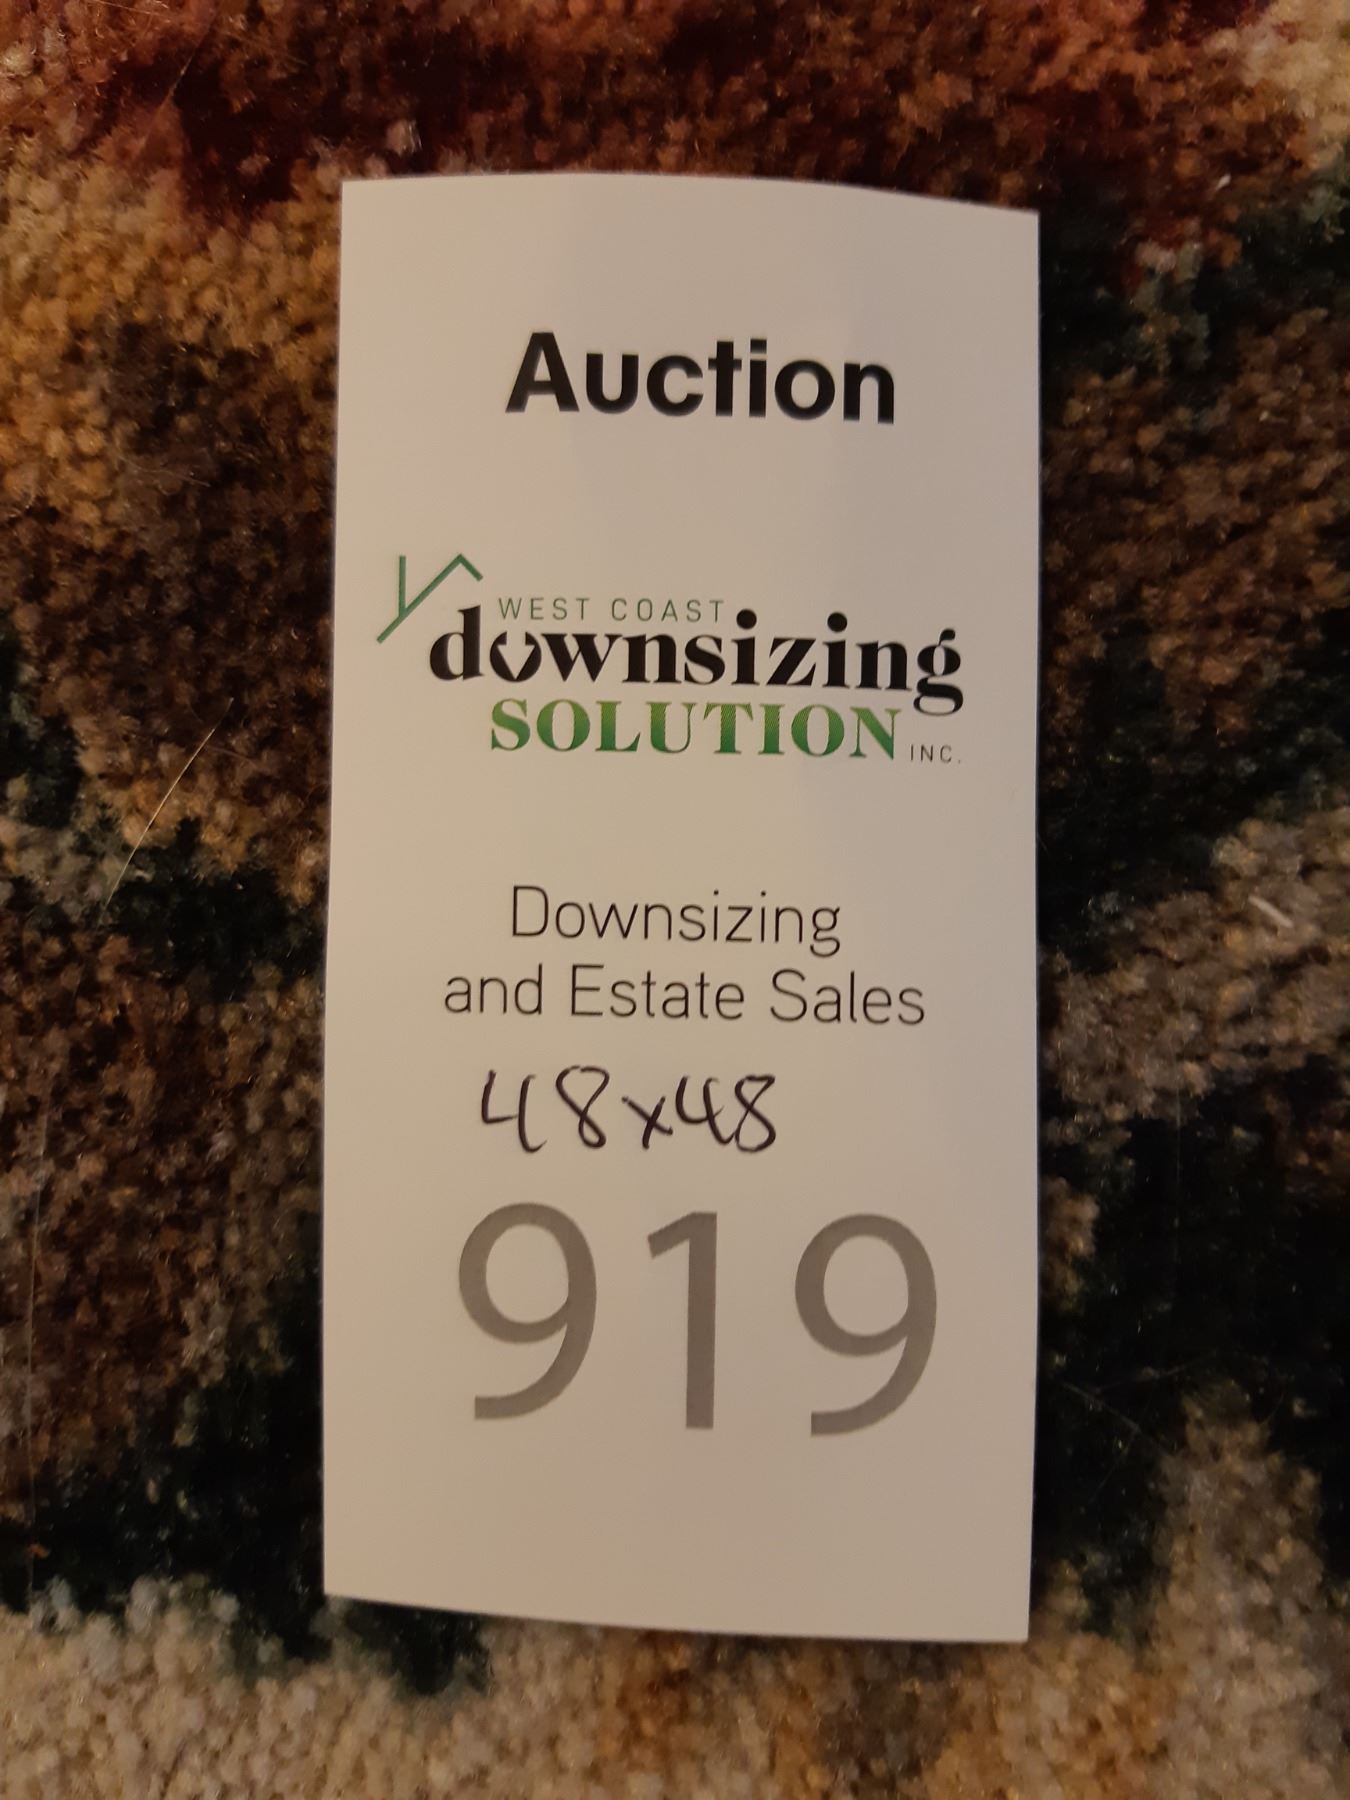 Auction
WEST COAST
downsizing
SOLUTION INC.
Downsizing
and Estate Sales
48x48
919